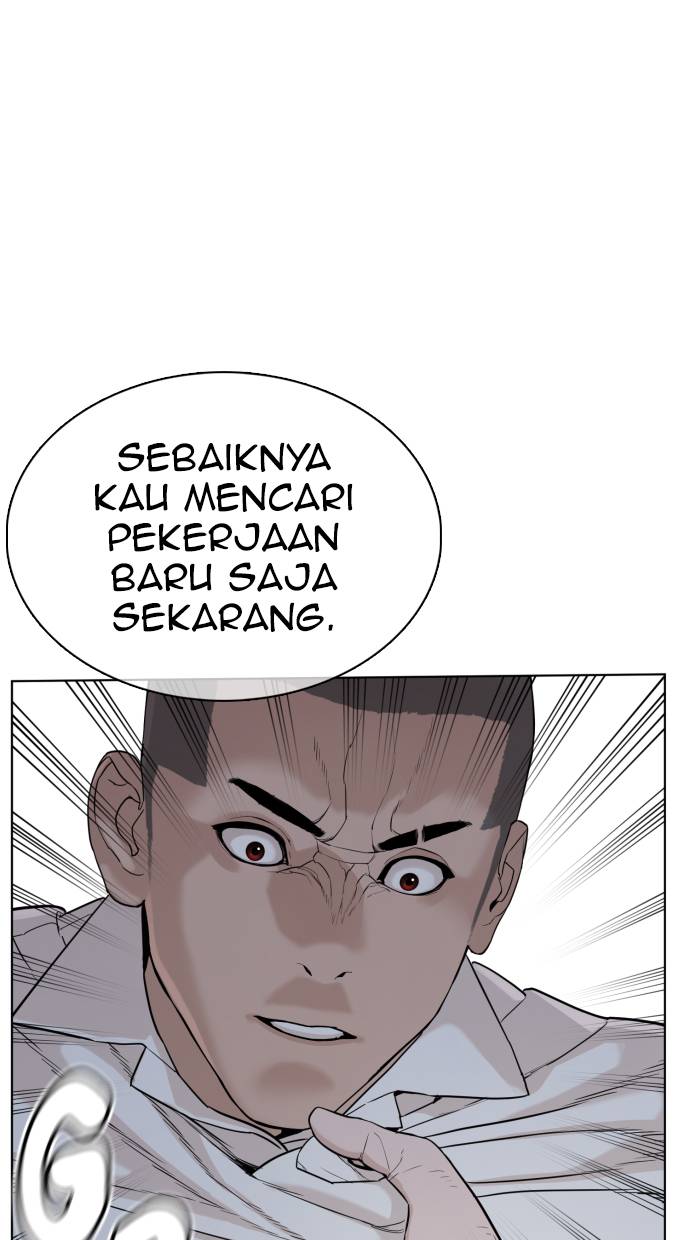 SEBAIKNYA
KAU MENCARI
PEKERJAAN
BARU SAJA
SEKARANG.
G